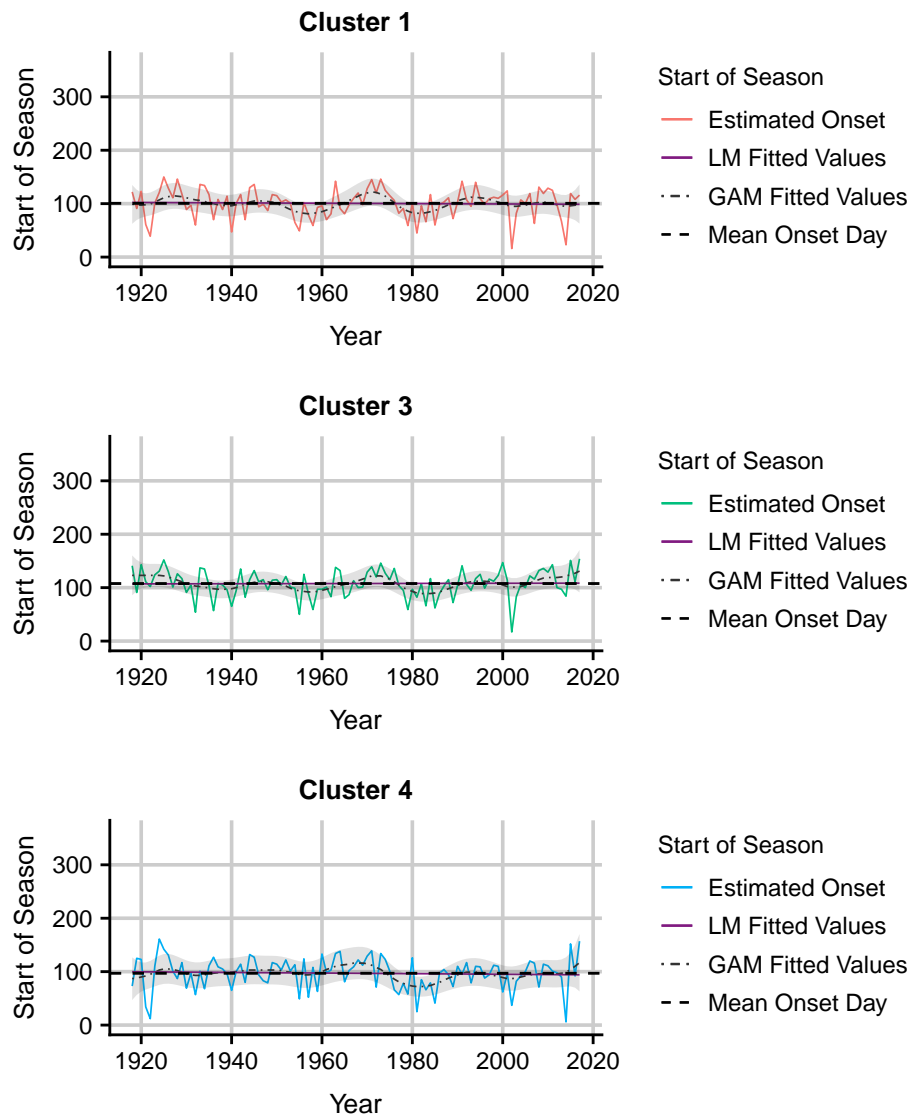 Cluster 1
Start of Season
300
200
100
0
1920 1940 1960 1980 2000 2020
Year
Start of Season
Estimated Onset
LM Fitted Values
GAM Fitted Values
Mean Onset Day
Cluster 3
Start of Season
300
200
100
0
1920 1940 1960 1980 2000 2020
Year
Start of Season
Estimated Onset
LM Fitted Values
GAM Fitted Values
Mean Onset Day
Cluster 4
Start of Season
300
200
100
0
1920 1940 1960 1980 2000 2020
Year
Start of Season
Estimated Onset
LM Fitted Values
GAM Fitted Values
Mean Onset Day